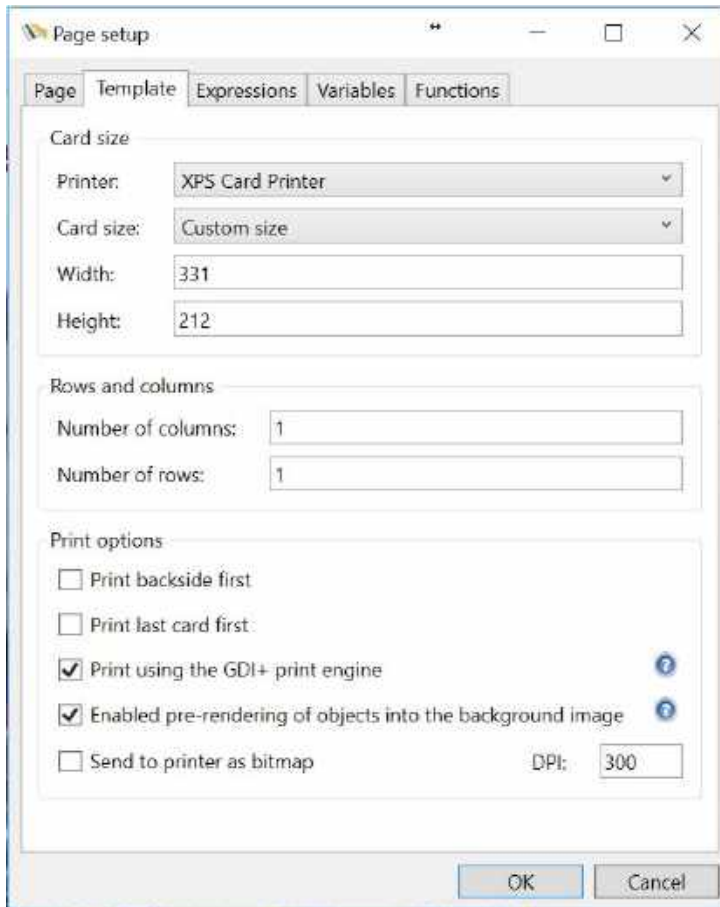 Page setup
Page Template Expressions Variables Functions
Card size
Printer: XPS Card Printer
Card size: Custom size
Width: 331
Height: 212
Rows and columns
Number of columns: 1
Number of rows: 1
Print options
Print backside first
Print last card first
Print using the GDI+ print engine
Enabled pre-rendering of objects into the background image
Send to printer as bitmap DPI: 300
OK Cancel